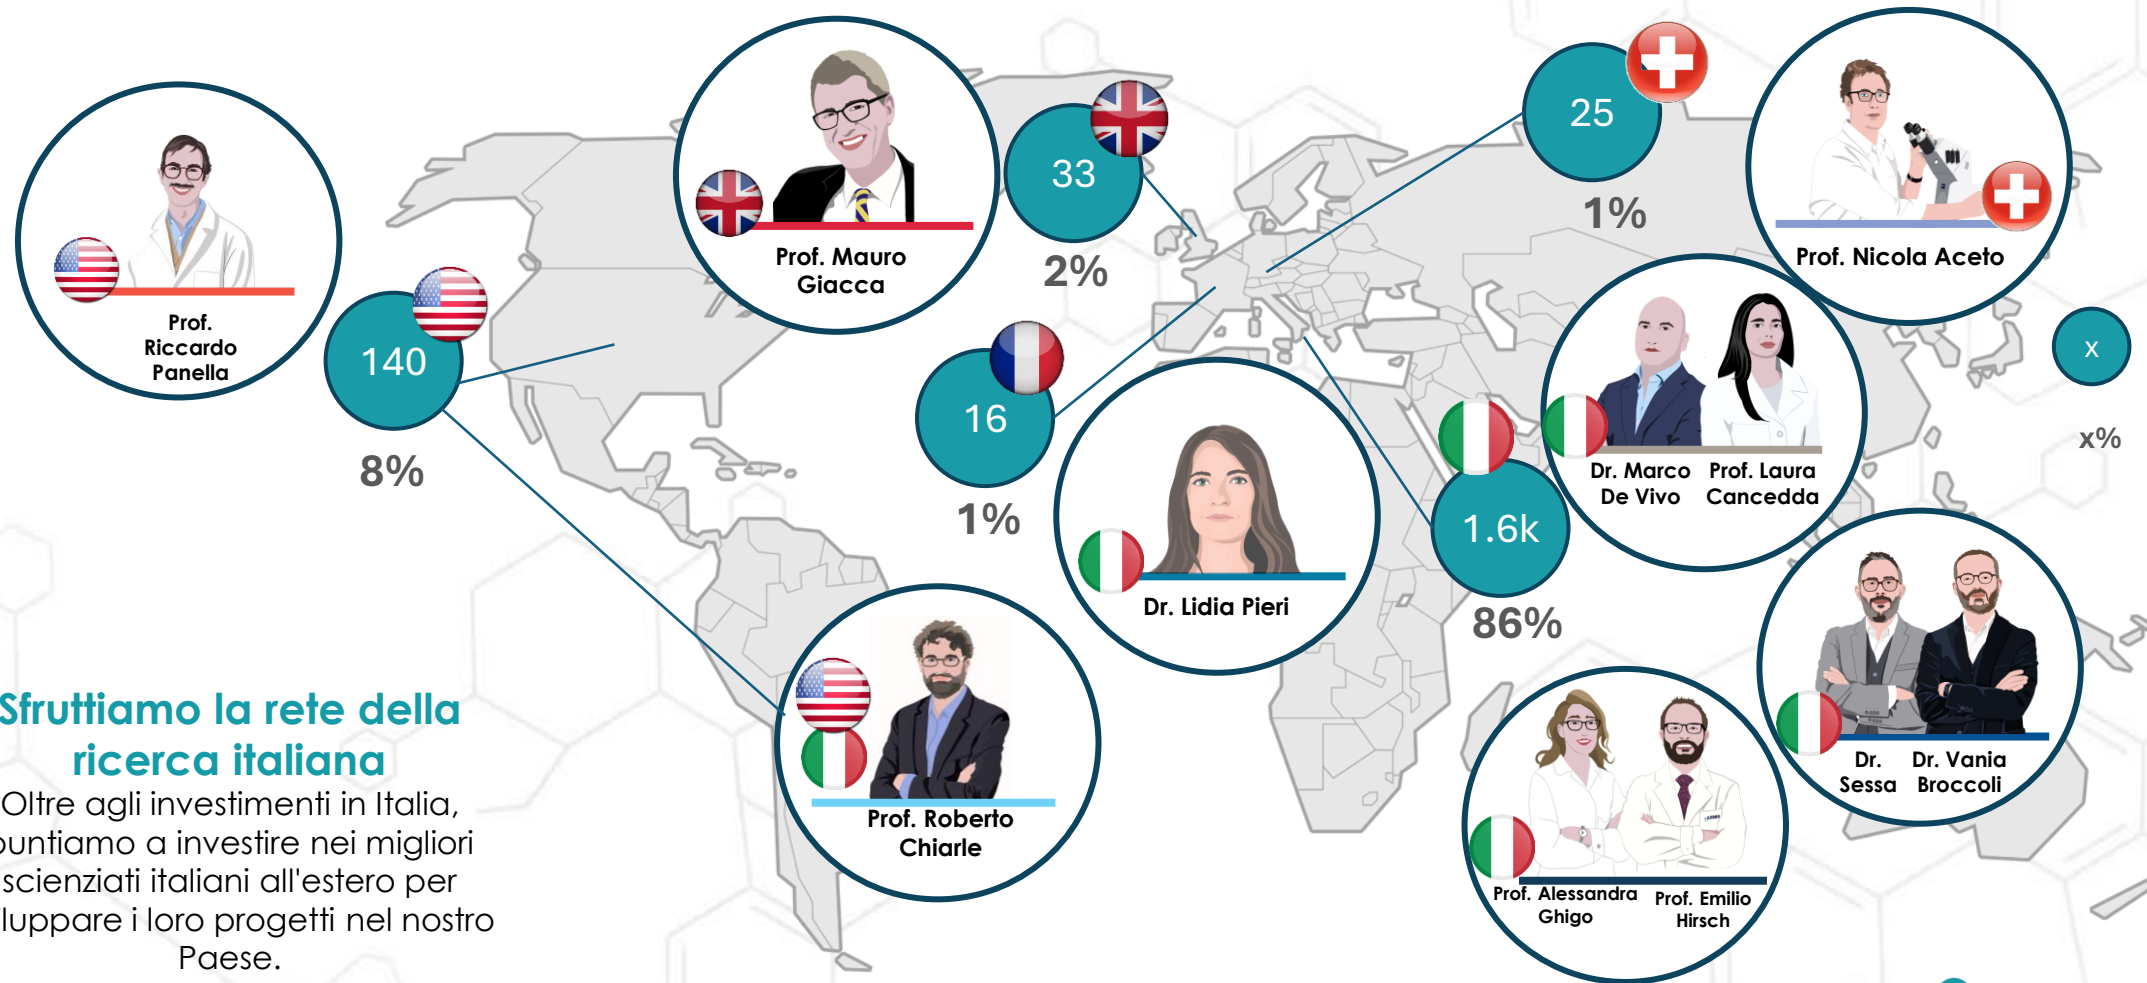 Prof.
Riccardo
Panella
140
8%
Prof. Mauro
Giacca
33
2%
25
1%
Prof. Nicola Aceto
16
1%
Dr. Lidia Pieri
1.6k
86%
Dr. Marco
De Vivo
Prof. Laura
Cancedda
x
x%
Dr.
Sessa
Dr. Vania
Broccoli
Prof. Alessandra
Ghigo
Prof. Emilio
Hirsch
Prof. Roberto
Chiarle
Sfruttiamo la rete della
ricerca italiana
Oltre agli investimenti in Italia,
puntiamo a investire nei migliori
scienziati italiani all'estero per
luppare i loro progetti nel nostro
Paese.